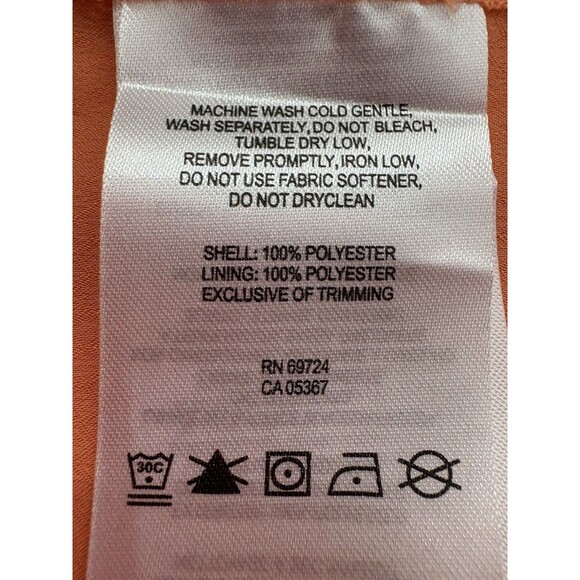 MACHINE WASH COLD GENTLE,
WASH SEPARATELY, DO NOT BLEACH,
TUMBLE DRY LOW,
REMOVE PROMPTLY, IRON LOW,
DO NOT USE FABRIC SOFTENER,
DO NOT DRYCLEAN
SHELL: 100% POLYESTER
LINING: 100% POLYESTER
EXCLUSIVE OF TRIMMING
RN 69724
CA 05367
30C